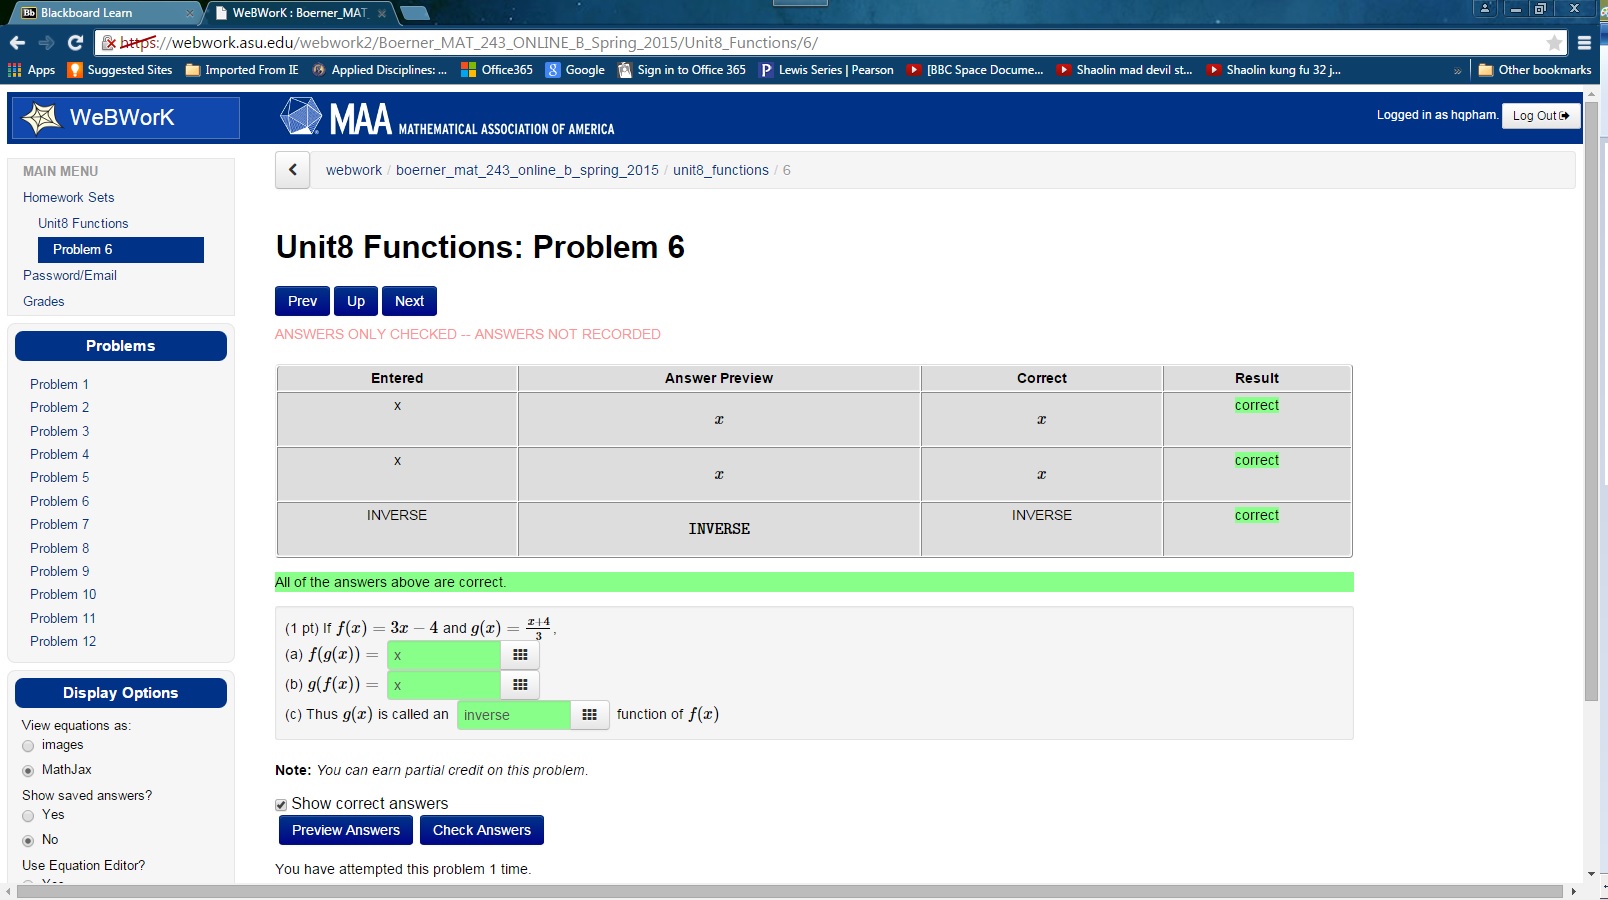 Blackboard Learn
WeBWorK : Boerner_MAT_
https://webwork.asu.edu/webwork2/Boerner_MAT_243_ONLINE_B_Spring_2015/Unit8_Functions/6/
Apps Suggested Sites Imported From IE Applied Disciplines: ... Office365 Google Sign in to Office 365 Lewis Series | Pearson [BBC Space Docume... Shaolin mad devil st... Shaolin kung fu 32 j... » Other bookmarks
WeBWorK
MAA MATHEMATICAL ASSOCIATION OF AMERICA
Logged in as hqpham. Log Out
MAIN MENU
Homework Sets
Unit8 Functions
Problem 6
Password/Email
Grades
Problems
Problem 1
Problem 2
Problem 3
Problem 4
Problem 5
Problem 6
Problem 7
Problem 8
Problem 9
Problem 10
Problem 11
Problem 12
Display Options
View equations as:
images
MathJax
Show saved answers?
Yes
No
Use Equation Editor?
webwork / boerner_mat_243_online_b_spring_2015 / unit8_functions / 6
Unit8 Functions: Problem 6
Prev Up Next
ANSWERS ONLY CHECKED -- ANSWERS NOT RECORDED
Entered Answer Preview Correct Result
x x x correct
x x x correct
INVERSE INVERSE INVERSE correct
All of the answers above are correct.
(1 pt) If f(x) = 3x − 4 and g(x) = x+4/3,
(a) f(g(x)) = x
(b) g(f(x)) = x
(c) Thus g(x) is called an inverse function of f(x)
Note: You can earn partial credit on this problem.
Show correct answers
Preview Answers Check Answers
You have attempted this problem 1 time.